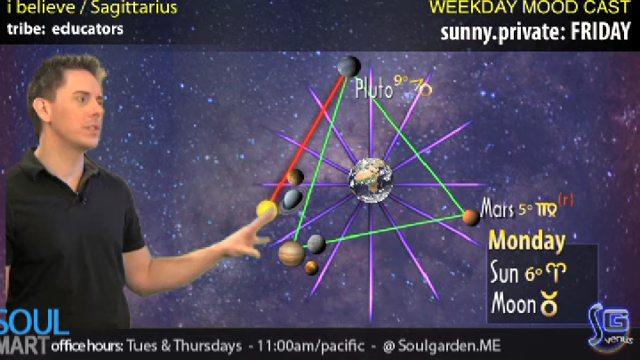 i believe / Sagittarius
tribe: educators
WEEKDAY MOOD CAST
sunny.private: FRIDAY
Pluto 9° ♑
Mars 5° ♍ (r)
Monday
Sun 6° ♈
Moon ♉
SOUL
MART
office hours: Tues & Thursdays - 11:00am/pacific - @ Soulgarden.ME
SG
venus